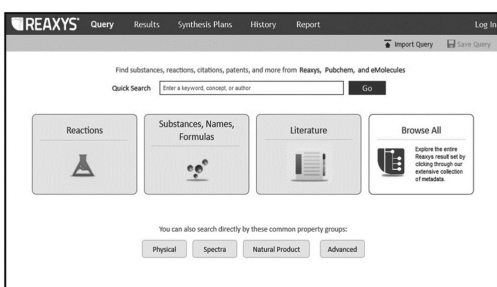 REAXYS® Query Results Synthesis Plans History Report Log In
Import Query Save Query
Find substances, reactions, citations, patents, and more from Reaxys, Pubchem, and eMolecules
Quick Search Enter a keyword, concept, or author Go
Reactions
Substances, Names,
Formulas
Literature
Browse All
Explore the entire
Reaxys result set by
clicking through our
extensive collection
of metadata.
You can also search directly by these common property groups:
Physical Spectra Natural Product Advanced